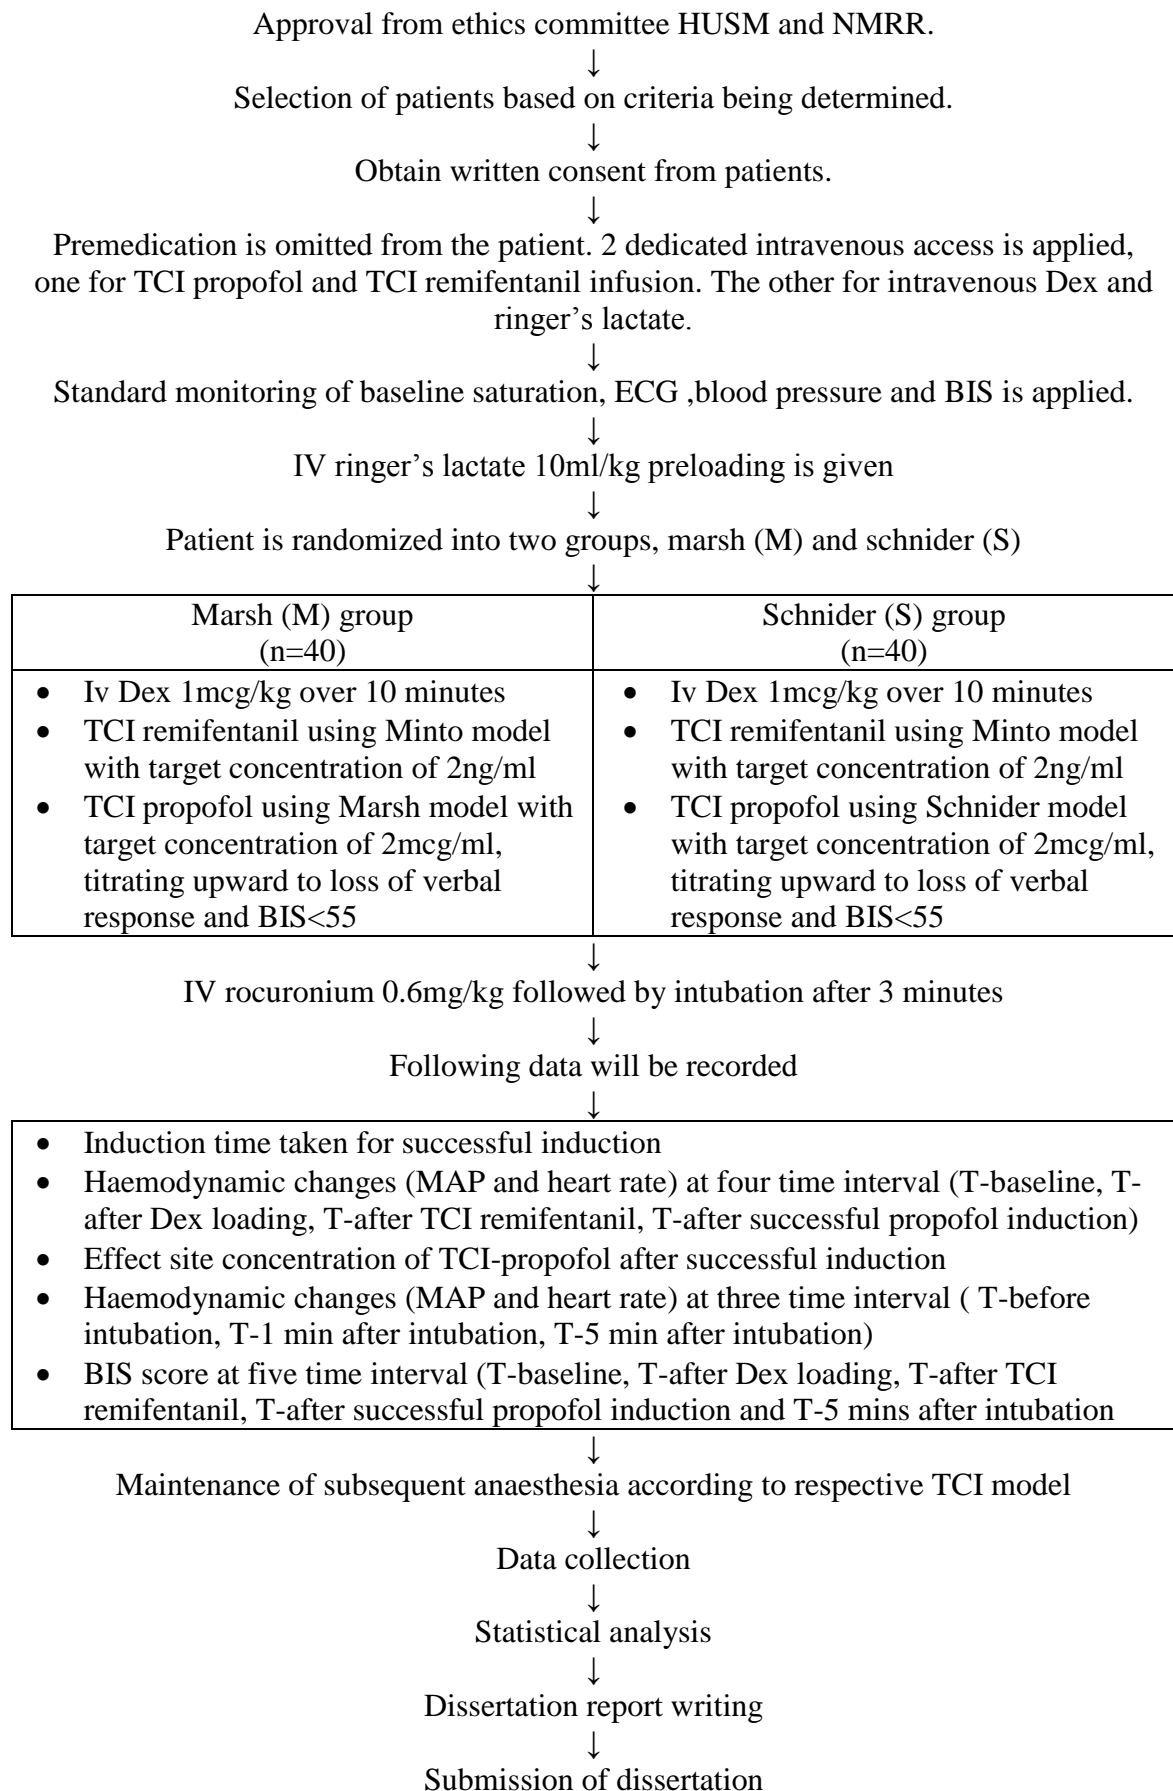 Approval from ethics committee HUSM and NMRR.
↓
Selection of patients based on criteria being determined.
↓
Obtain written consent from patients.
↓
Premedication is omitted from the patient. 2 dedicated intravenous access is applied,
one for TCI propofol and TCI remifentanil infusion. The other for intravenous Dex and
ringer’s lactate.
↓
Standard monitoring of baseline saturation, ECG ,blood pressure and BIS is applied.
↓
IV ringer’s lactate 10ml/kg preloading is given
↓
Patient is randomized into two groups, marsh (M) and schnider (S)
↓
Marsh (M) group
(n=40)
• Iv Dex 1mcg/kg over 10 minutes
• TCI remifentanil using Minto model
with target concentration of 2ng/ml
• TCI propofol using Marsh model with
target concentration of 2mcg/ml,
titrating upward to loss of verbal
response and BIS<55
Schnider (S) group
(n=40)
• Iv Dex 1mcg/kg over 10 minutes
• TCI remifentanil using Minto model
with target concentration of 2ng/ml
• TCI propofol using Schnider model
with target concentration of 2mcg/ml,
titrating upward to loss of verbal
response and BIS<55
↓
IV rocuronium 0.6mg/kg followed by intubation after 3 minutes
↓
Following data will be recorded
↓
• Induction time taken for successful induction
• Haemodynamic changes (MAP and heart rate) at four time interval (T-baseline, T-
after Dex loading, T-after TCI remifentanil, T-after successful propofol induction)
• Effect site concentration of TCI-propofol after successful induction
• Haemodynamic changes (MAP and heart rate) at three time interval ( T-before
intubation, T-1 min after intubation, T-5 min after intubation)
• BIS score at five time interval (T-baseline, T-after Dex loading, T-after TCI
remifentanil, T-after successful propofol induction and T-5 mins after intubation
↓
Maintenance of subsequent anaesthesia according to respective TCI model
↓
Data collection
↓
Statistical analysis
↓
Dissertation report writing
↓
Submission of dissertation